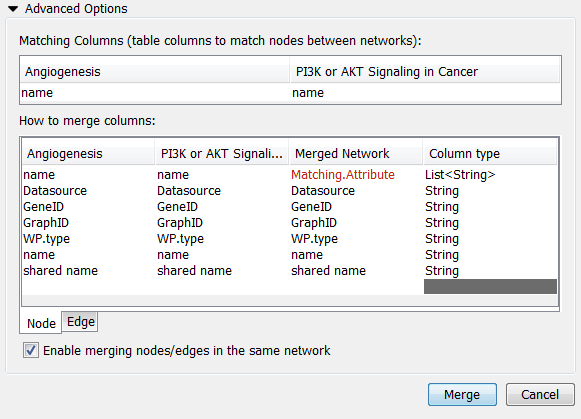 Advanced Options
Matching Columns (table columns to match nodes between networks):
Angiogenesis PI3K or AKT Signaling in Cancer
name name
How to merge columns:
Angiogenesis PI3K or AKT Signali... Merged Network Column type
name name Matching.Attribute List<String>
Datasource Datasource Datasource String
GeneID GeneID GeneID String
GraphID GraphID GraphID String
WP.type WP.type WP.type String
name name name String
shared name shared name shared name String
Node Edge
Enable merging nodes/edges in the same network
Merge Cancel